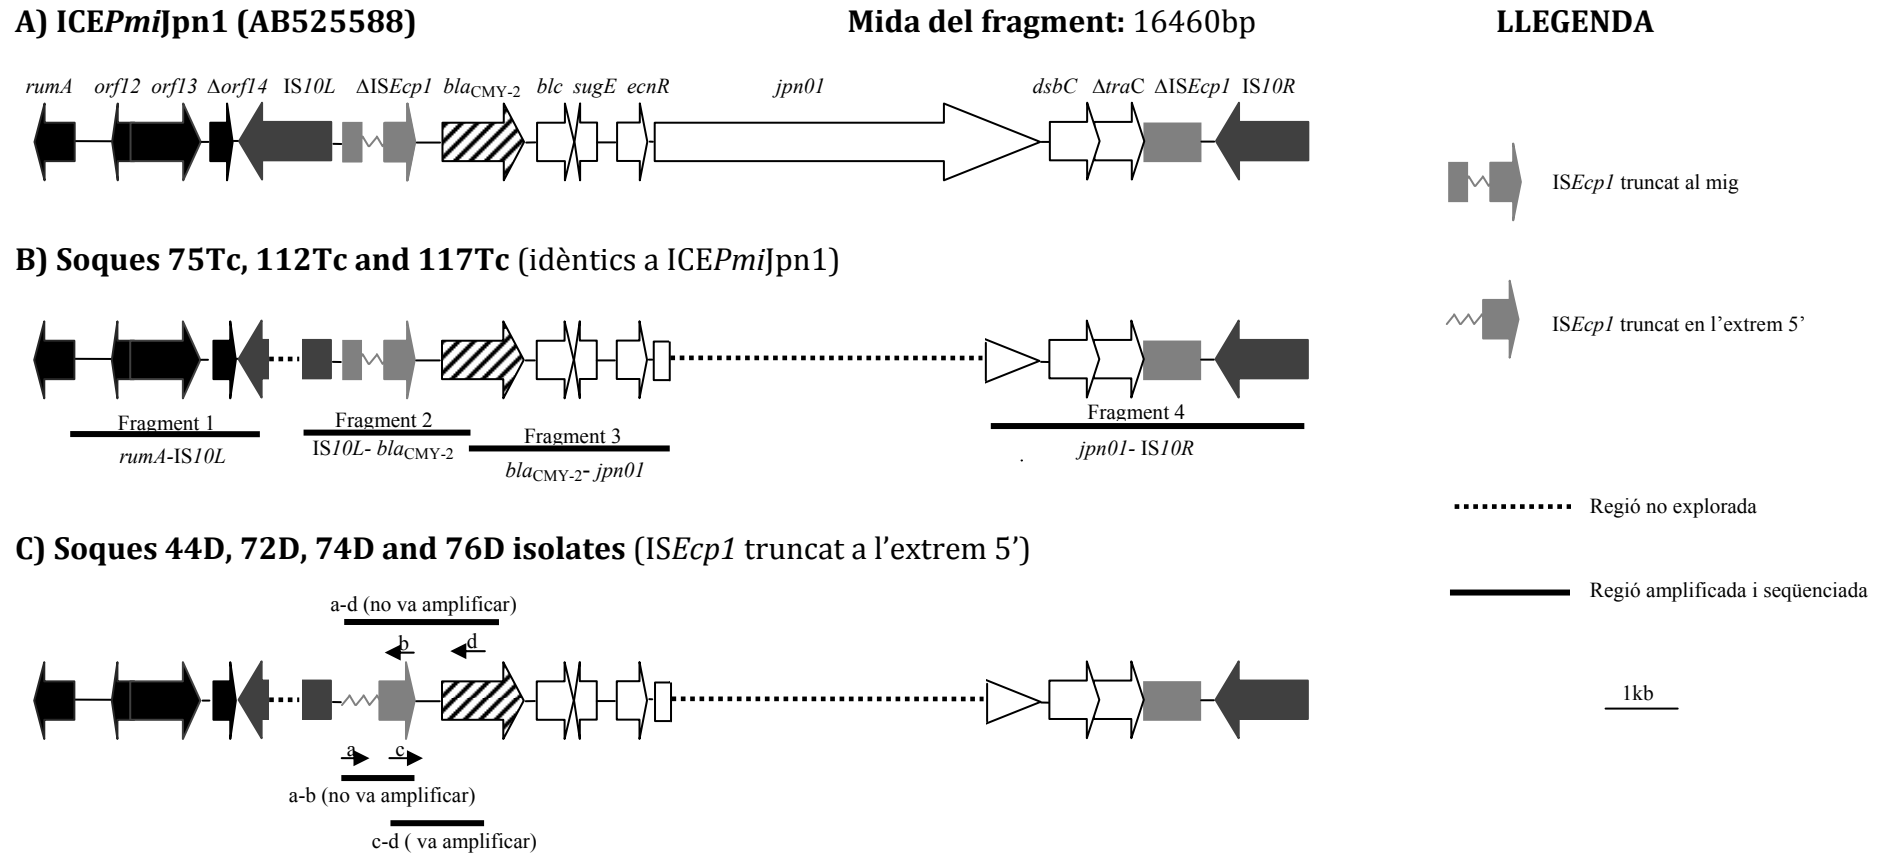 A) ICEPmiJpn1 (AB525588) Mida del fragment: 16460bp LLEGENDA
rumA orf12 orf13 Δorf14 IS10L ΔISEcp1 blaCMY-2 blc sugE ecnR jpn01 dsbC ΔtraC ΔISEcp1 IS10R
ISEcp1 truncat al mig
B) Soques 75Tc, 112Tc and 117Tc (idèntics a ICEPmiJpn1)
ISEcp1 truncat en l’extrem 5’
Fragment 1 Fragment 2 Fragment 3 Fragment 4
rumA-IS10L IS10L- blaCMY-2 blaCMY-2- jpn01 . jpn01- IS10R
Regió no explorada
C) Soques 44D, 72D, 74D and 76D isolates (ISEcp1 truncat a l’extrem 5’)
Regió amplificada i seqüenciada
a-d (no va amplificar)
b d
1kb
a c
a-b (no va amplificar)
c-d ( va amplificar)